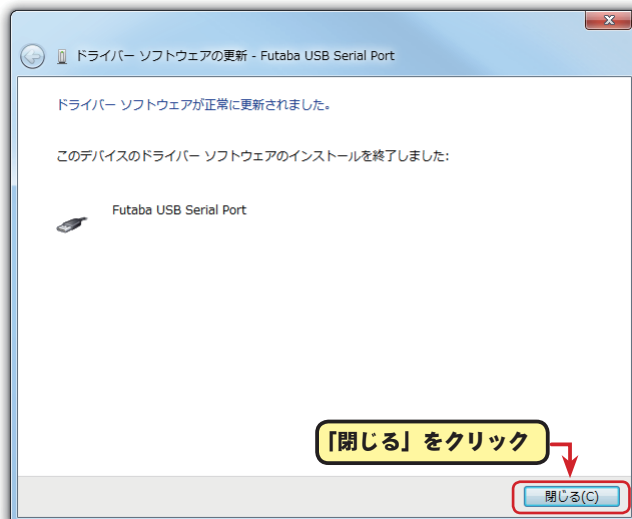 ドライバー ソフトウェアの更新 - Futaba USB Serial Port
ドライバー ソフトウェアが正常に更新されました。
このデバイスのドライバー ソフトウェアのインストールを終了しました:
Futaba USB Serial Port
「閉じる」をクリック
閉じる(C)